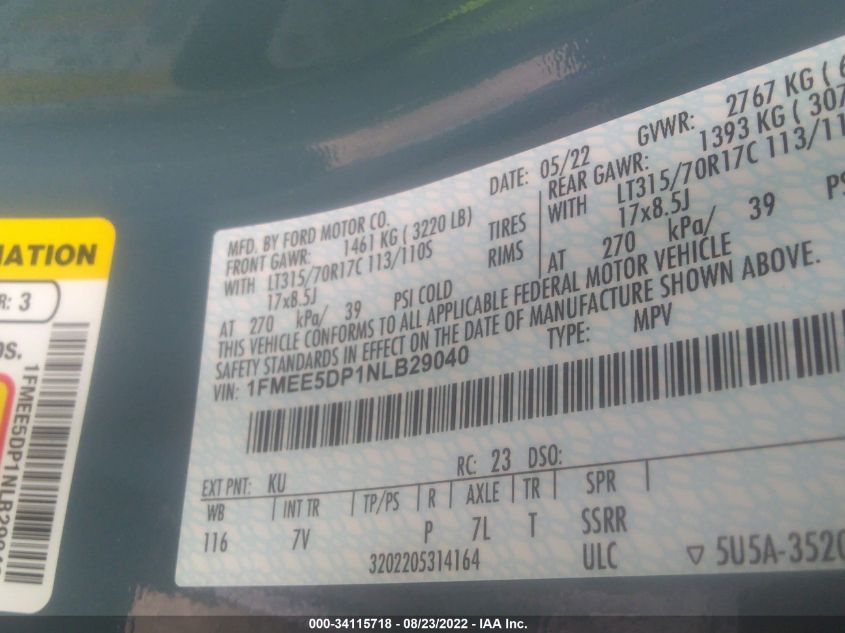 MATION
R: 3
OS.
1FMEE5DP1NLB2904
MFD. BY FORD MOTOR CO.
DATE: 05/22
GVWR: 2767 KG ( 6
FRONT GAWR: 1461 KG ( 3220 LB)
REAR GAWR: 1393 KG ( 307
WITH LT315/70R17C 113/110S TIRES
WITH LT315/70R17C 113/11
17x8.5J RIMS
17x8.5J
AT 270 kPa/ 39 PSI COLD
AT 270 kPa/ 39 PS
THIS VEHICLE CONFORMS TO ALL APPLICABLE FEDERAL MOTOR VEHICLE
SAFETY STANDARDS IN EFFECT ON THE DATE OF MANUFACTURE SHOWN ABOVE.
VIN: 1FMEE5DP1NLB29040
TYPE: MPV
EXT PNT: KU RC: 23 DSO:
WB INT TR TP/PS R AXLE TR SPR
116 7V P 7L T SSRR
3202205314164 ULC ▽ 5U5A-3520
000-34115718 - 08/23/2022 - IAA Inc.